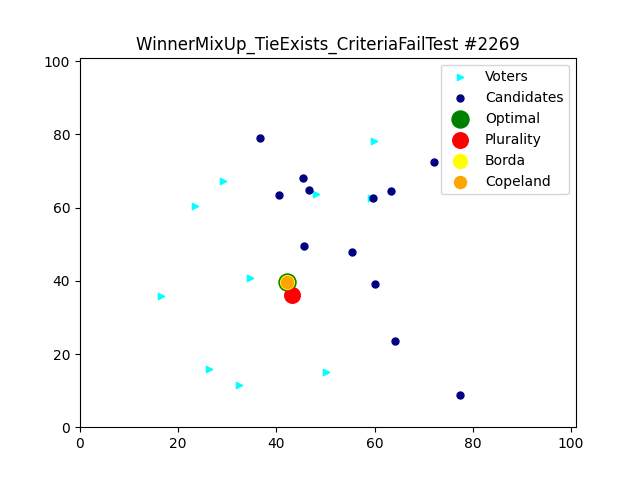 WinnerMixUp_TieExists_CriteriaFailTest #2269
100
80
60
40
20
0
0 20 40 60 80 100
Voters
Candidates
Optimal
Plurality
Borda
Copeland